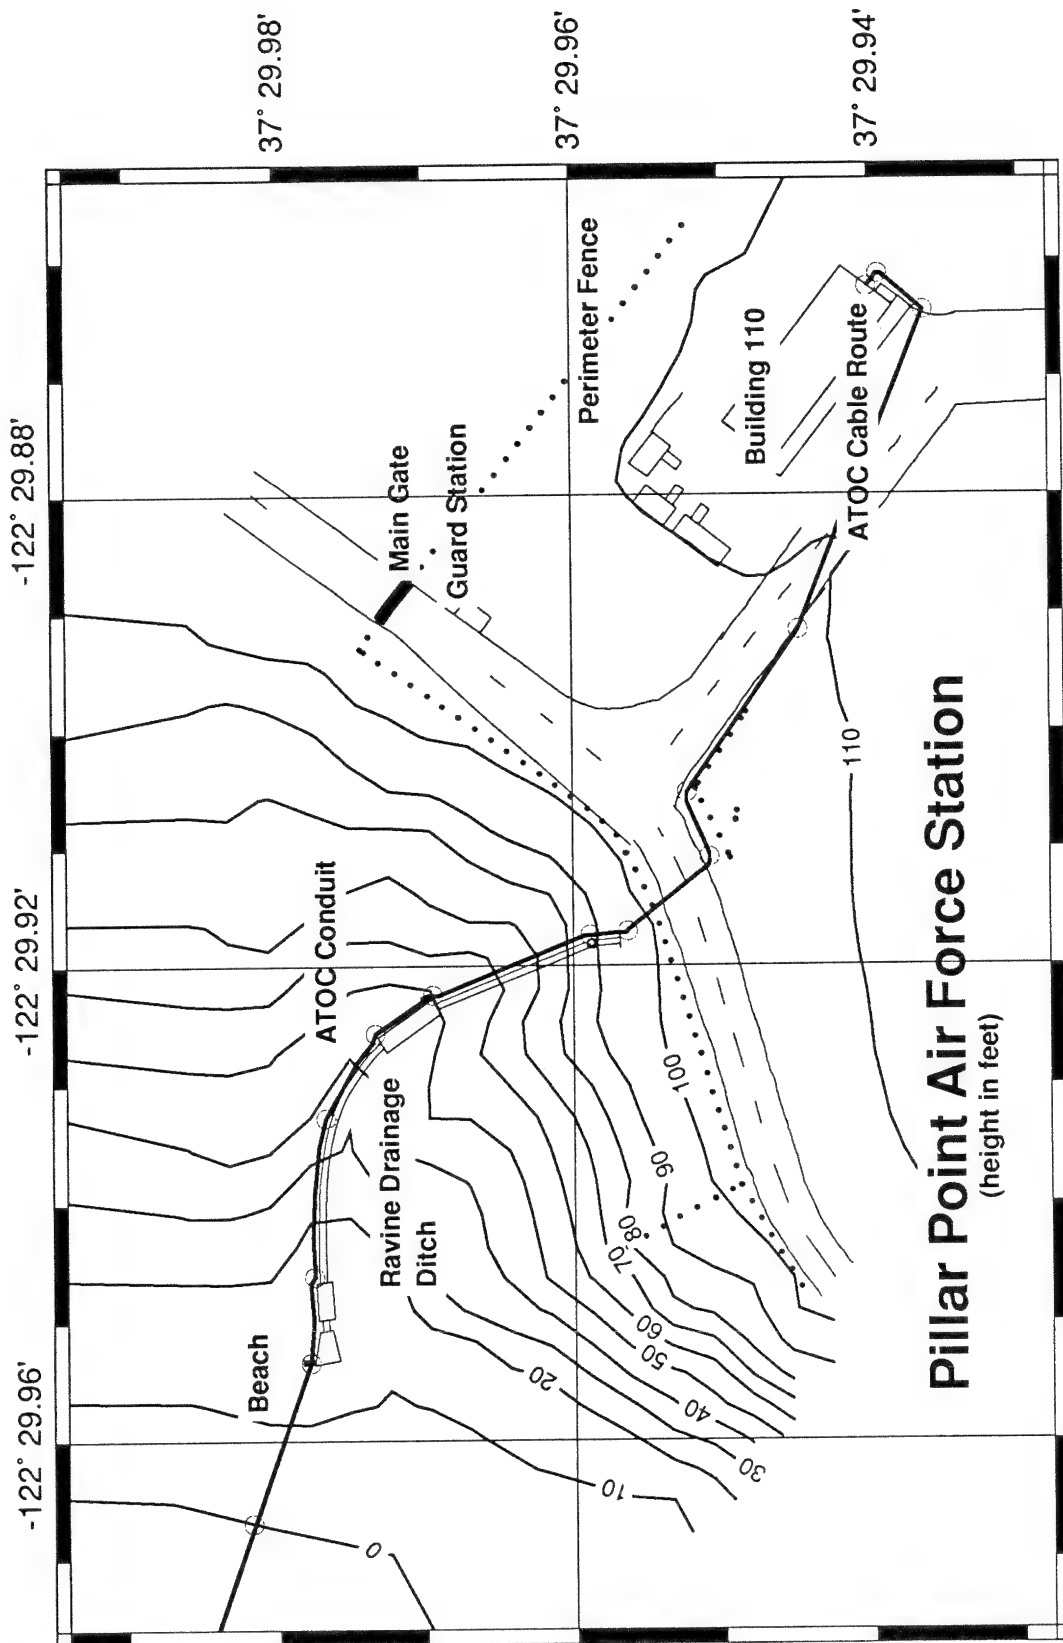 -122° 29.96'
-122° 29.92'
-122° 29.88'
37° 29.98'
37° 29.96'
37° 29.94'
Beach
ATOC Conduit
Main Gate
Guard Station
Perimeter Fence
Ravine Drainage
Ditch
Building 110
ATOC Cable Route
0
10
20
30
40
50
60
70
80
90
100
110
Pillar Point Air Force Station
(height in feet)